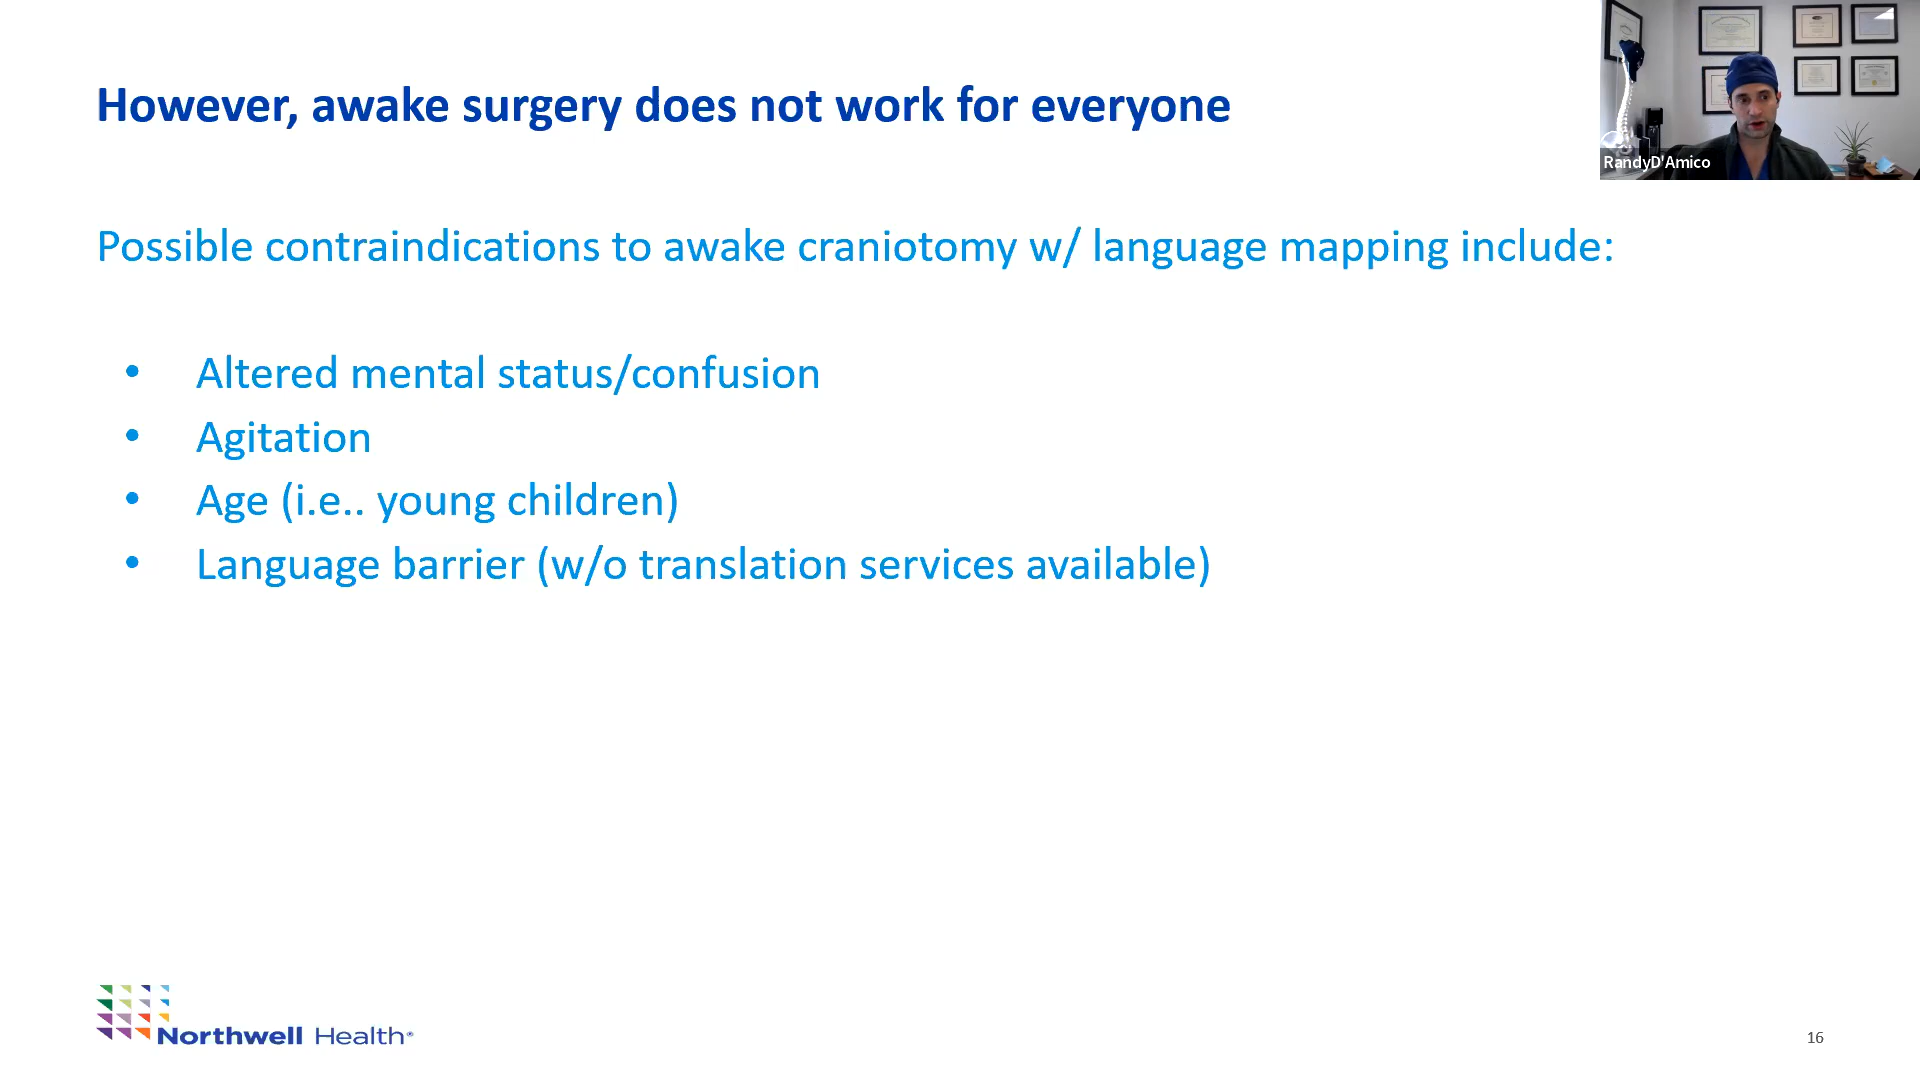 However, awake surgery does not work for everyone
RandyD'Amico
Possible contraindications to awake craniotomy w/ language mapping include:
• Altered mental status/confusion
• Agitation
• Age (i.e.. young children)
• Language barrier (w/o translation services available)
Northwell Health®
16